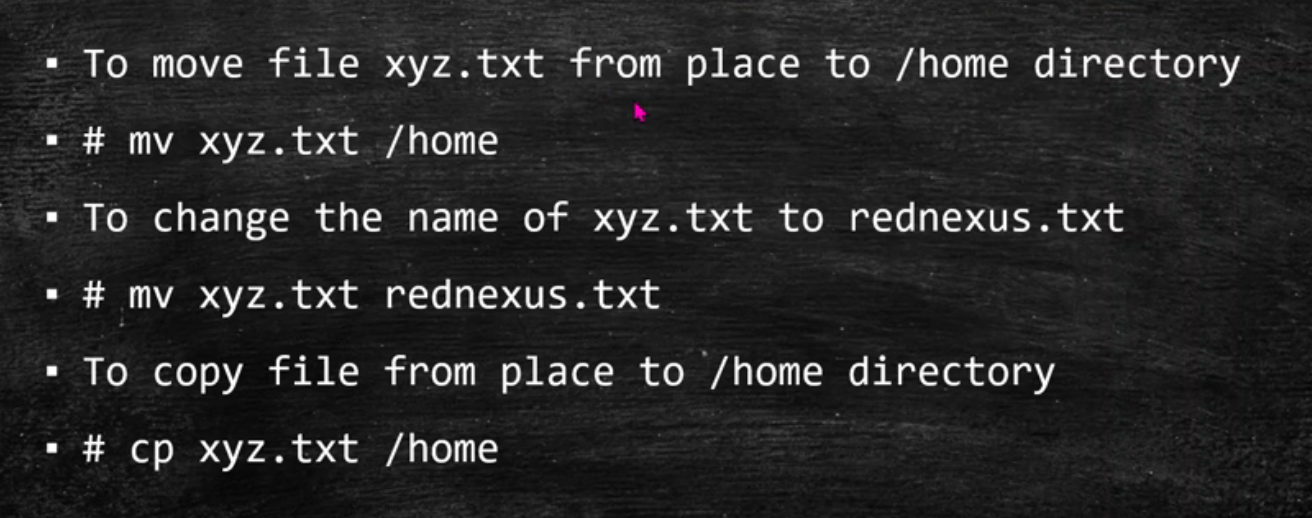 ▪ To move file xyz.txt from place to /home directory
▪ # mv xyz.txt /home
▪ To change the name of xyz.txt to rednexus.txt
▪ # mv xyz.txt rednexus.txt
▪ To copy file from place to /home directory
▪ # cp xyz.txt /home